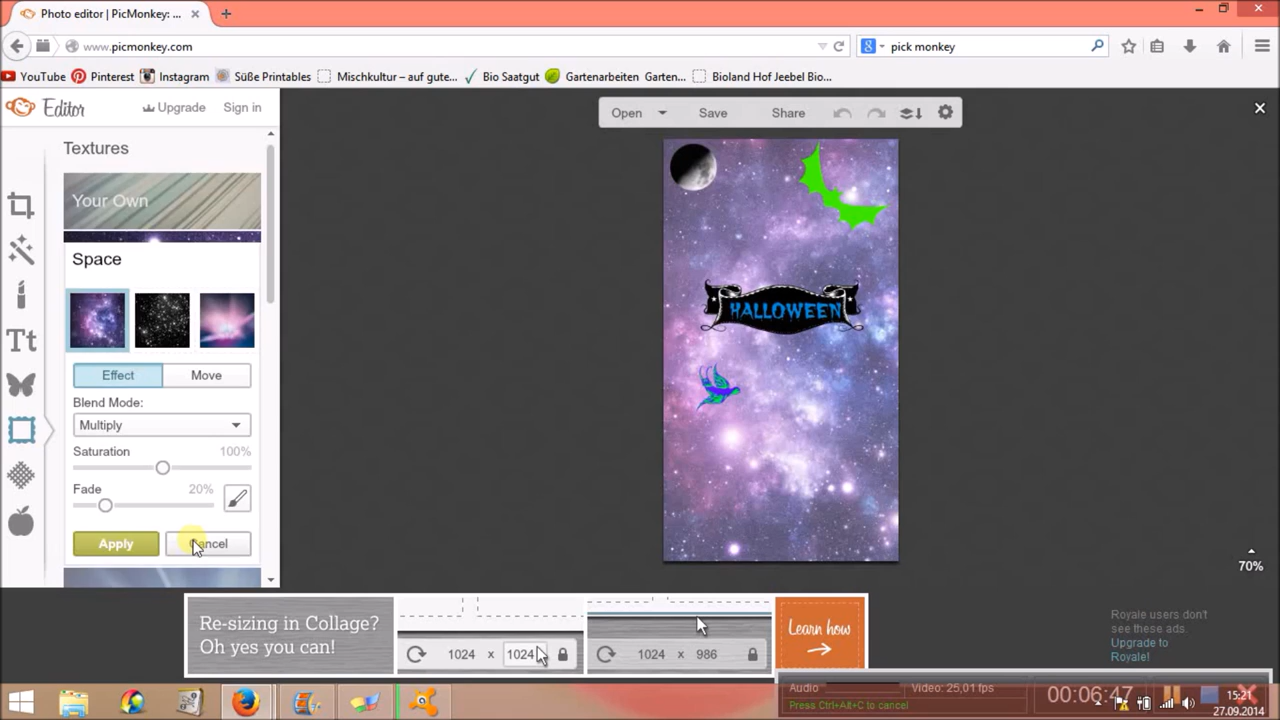 Photo editor | PicMonkey: ...
www.picmonkey.com
pick monkey
YouTube
Pinterest
Instagram
Süße Printables
Mischkultur – auf gute...
Bio Saatgut
Gartenarbeiten Garten...
Bioland Hof Jeebel Bio...
Editor
Upgrade
Sign in
Open
Save
Share
Textures
Your Own
Space
Effect
Move
Blend Mode:
Multiply
Saturation 100%
Fade 20%
Apply
Cancel
HALLOWEEN
70%
Re-sizing in Collage?
Oh yes you can!
1024 x 1024
1024 x 986
Learn how
Royale users don't
see these ads.
Upgrade to
Royale!
Audio
Video: 25,01 fps
Press Ctrl+Alt+C to cancel
00:06:47
15:21
27.09.2014